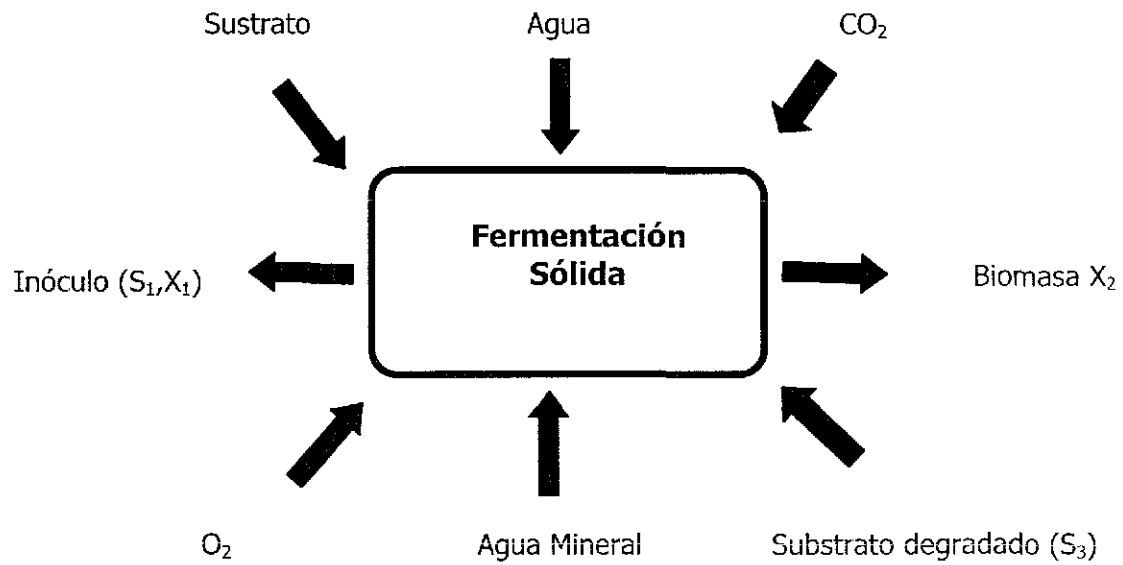 Sustrato
Agua
CO₂
Fermentación
Sólida
Inóculo (S₁,X₁)
Biomasa X₂
O₂
Agua Mineral
Substrato degradado (S₃)